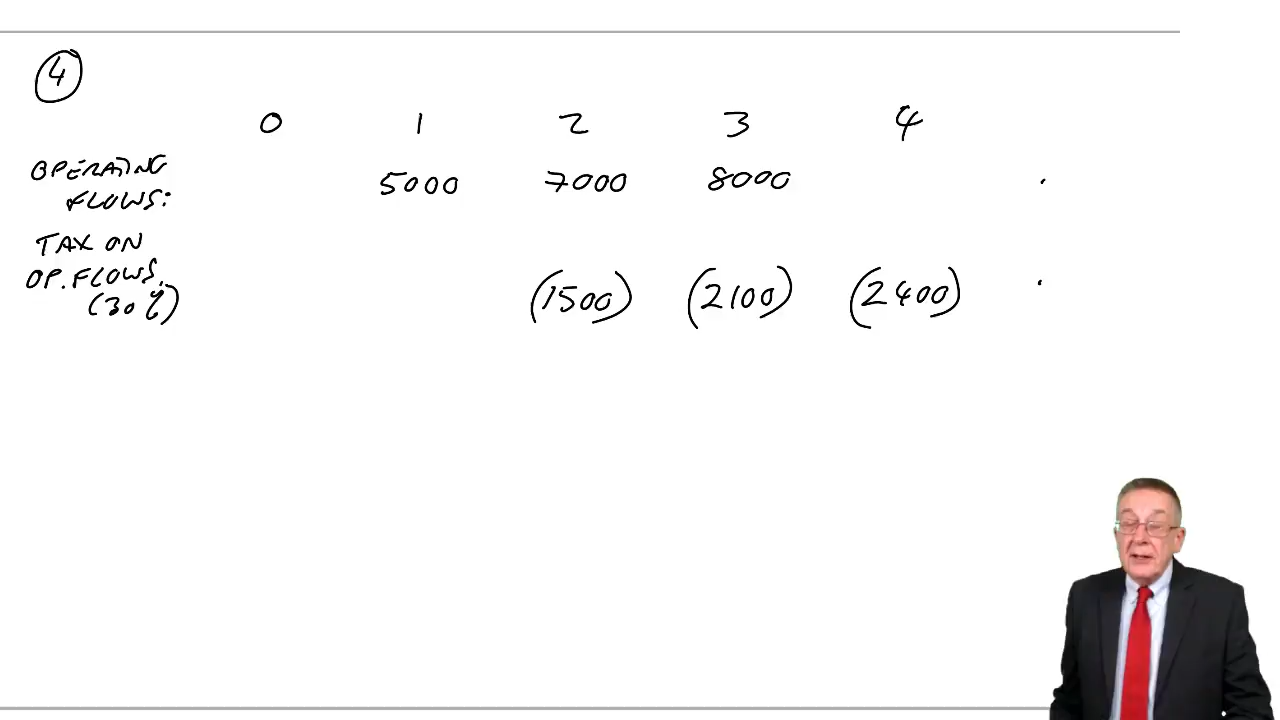 4
0 1 2 3 4
OPERATING
FLOWS: 5000 7000 8000
TAX ON
OP. FLOWS.
(30%) (1500) (2100) (2400)